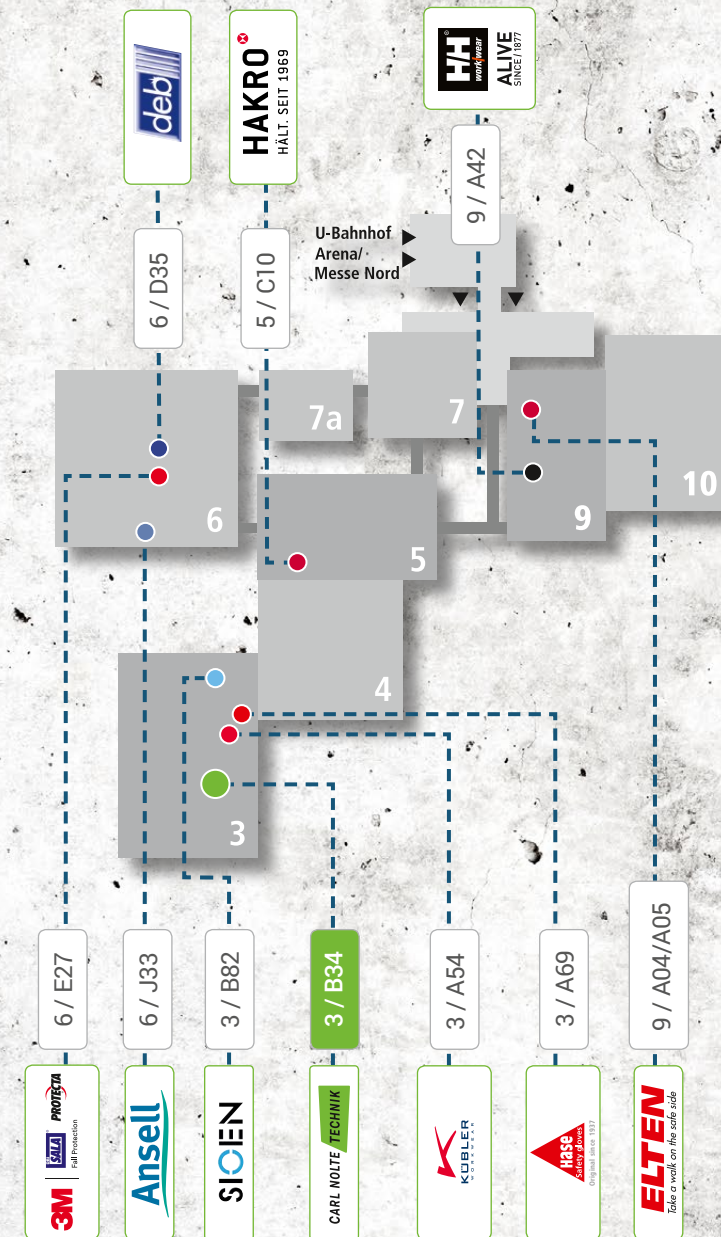 deb
HAKRO
HÄLT. SEIT 1969
H/H
work/wear
ALIVE
SINCE / 1877
6 / D35
5 / C10
9 / A42
U-Bahnhof
Arena/
Messe Nord
7a
7
6
5
9
10
4
3
6 / E27
6 / J33
3 / B82
3 / B34
3 / A54
3 / A69
9 / A04/A05
3M
SALA
PROTECTA
Fall Protection
Ansell
SIOEN
CARL NOLTE TECHNIK
KÜBLER
WORKWEAR
Hase
Safety gloves
Original since 1937
ELTEN
Take a walk on the safe side